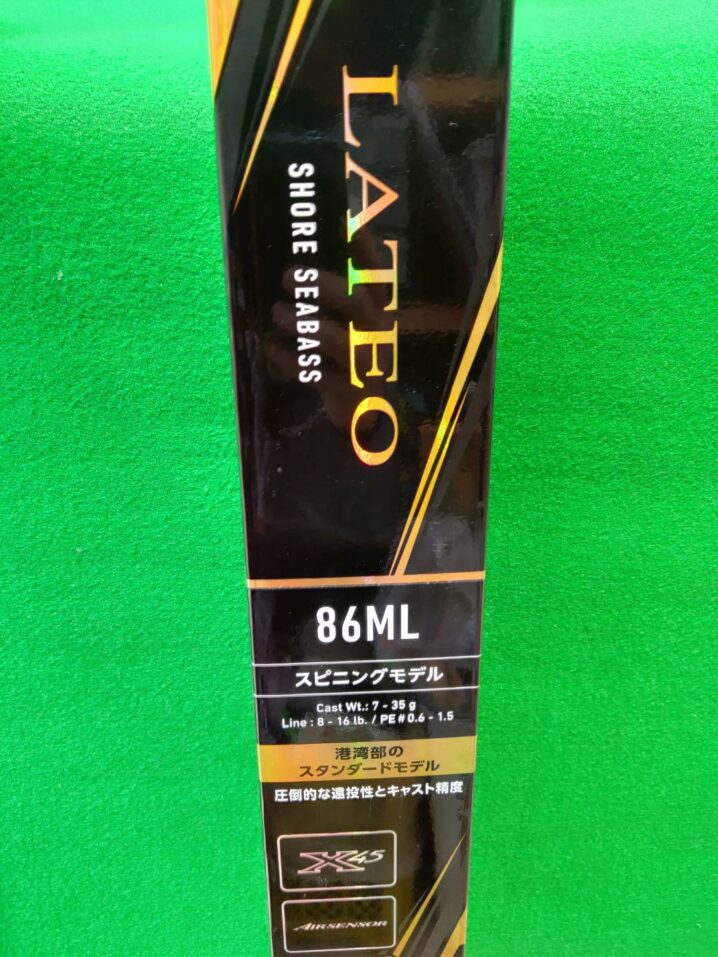 LATEO
SHORE SEABASS
86ML
スピニングモデル
Cast Wt.: 7 - 35 g
Line : 8 - 16 lb. / PE#0.6 - 1.5
港湾部の
スタンダードモデル
圧倒的な遠投性とキャスト精度
X45
AIRSENSOR